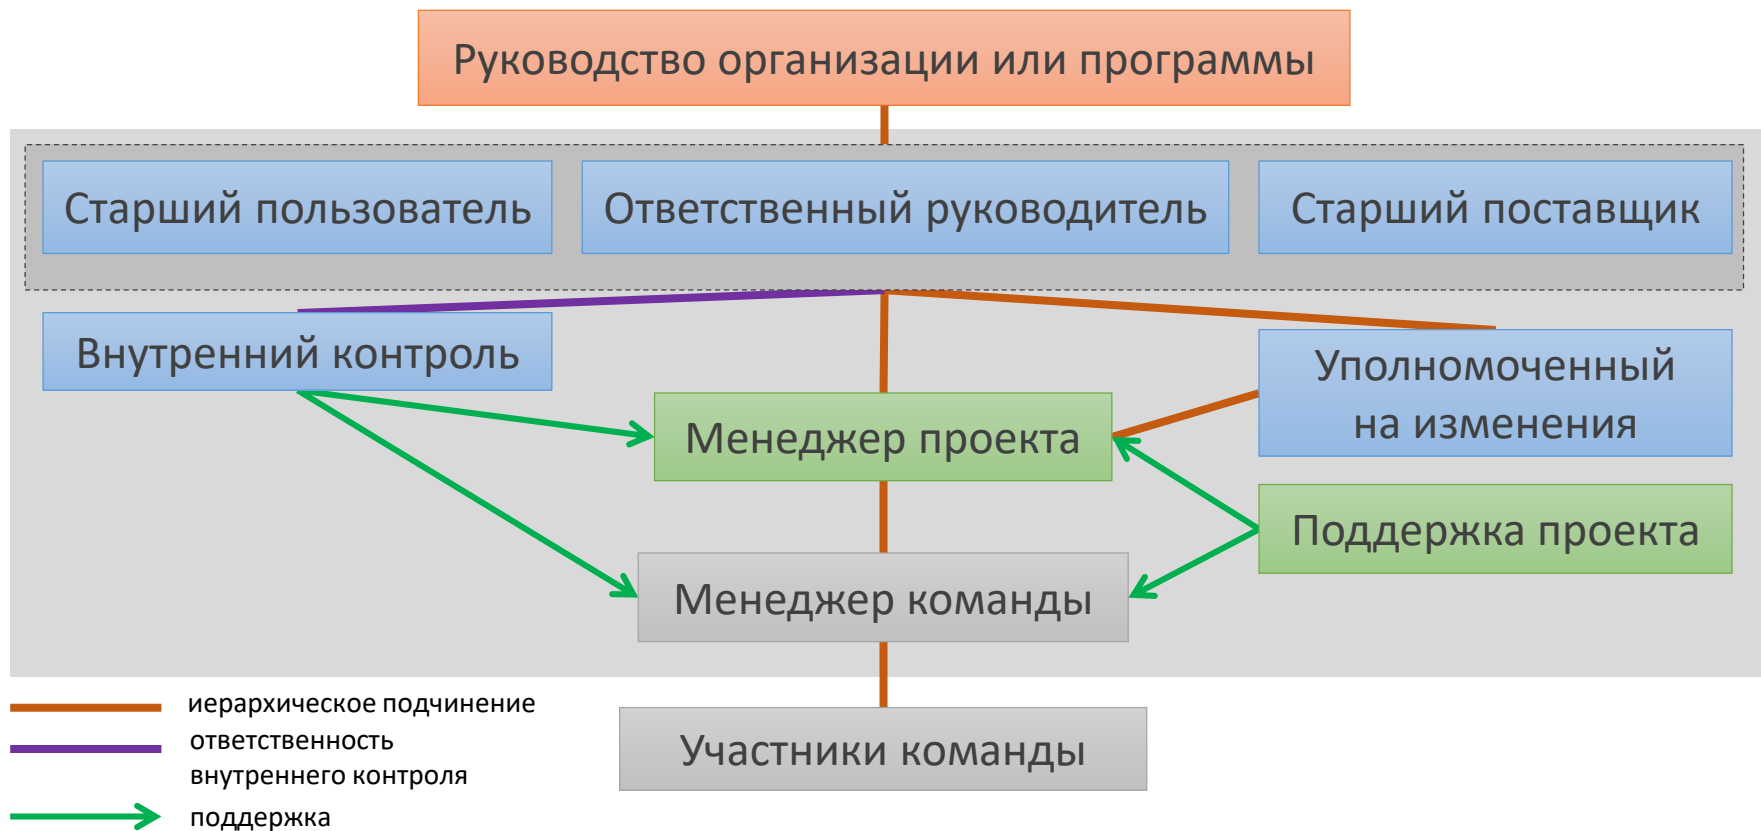 Руководство организации или программы
Старший пользователь
Ответственный руководитель
Старший поставщик
Внутренний контроль
Уполномоченный
на изменения
Менеджер проекта
Поддержка проекта
Менеджер команды
Участники команды
иерархическое подчинение
ответственность
внутреннего контроля
поддержка